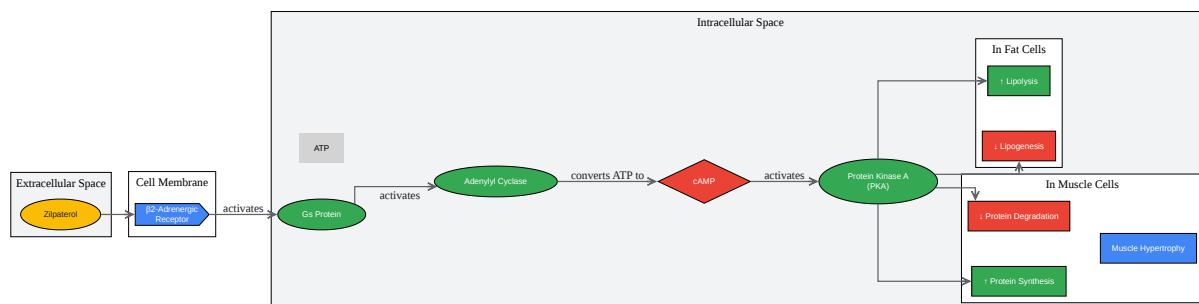 Intracellular Space
In Fat Cells
↑ Lipolysis
ATP
↓ Lipogenesis
Extracellular Space
Cell Membrane
Adenylyl Cyclase
converts ATP to
cAMP
activates
Protein Kinase A
(PKA)
In Muscle Cells
activates
Zilpaterol
β2-Adrenergic
Receptor
activates
Gs Protein
↓ Protein Degradation
Muscle Hypertrophy
↑ Protein Synthesis